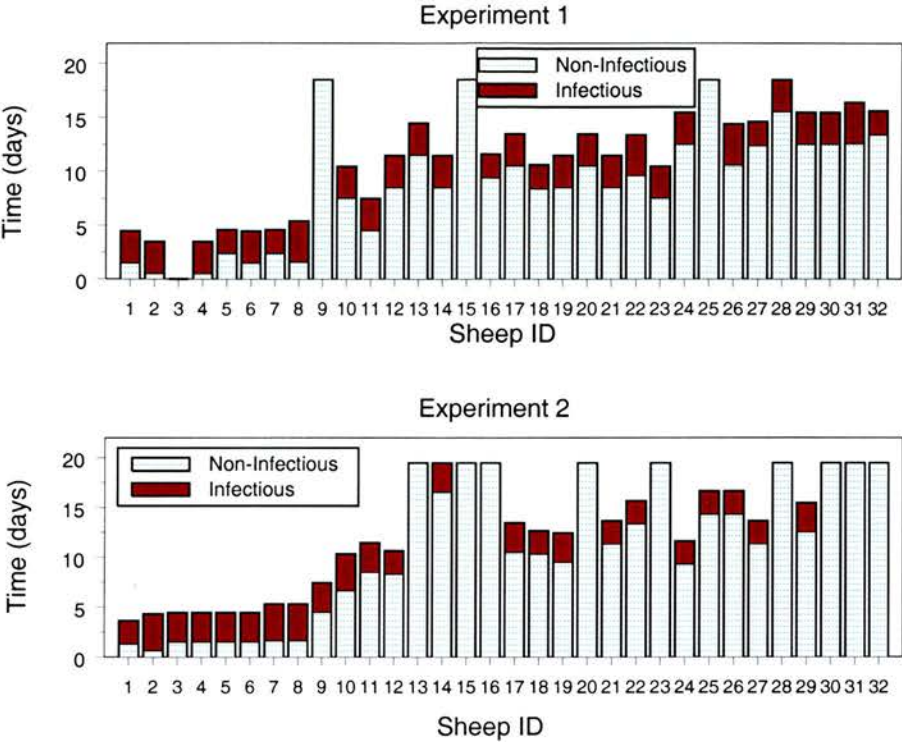 Experiment 1
Time (days)
20
15
10
5
0
Non-Infectious
Infectious
1 2 3 4 5 6 7 8 9 10 11 12 13 14 15 16 17 18 19 20 21 22 23 24 25 26 27 28 29 30 31 32
Sheep ID
Experiment 2
Time (days)
20
15
10
5
0
Non-Infectious
Infectious
1 2 3 4 5 6 7 8 9 10 11 12 13 14 15 16 17 18 19 20 21 22 23 24 25 26 27 28 29 30 31 32
Sheep ID